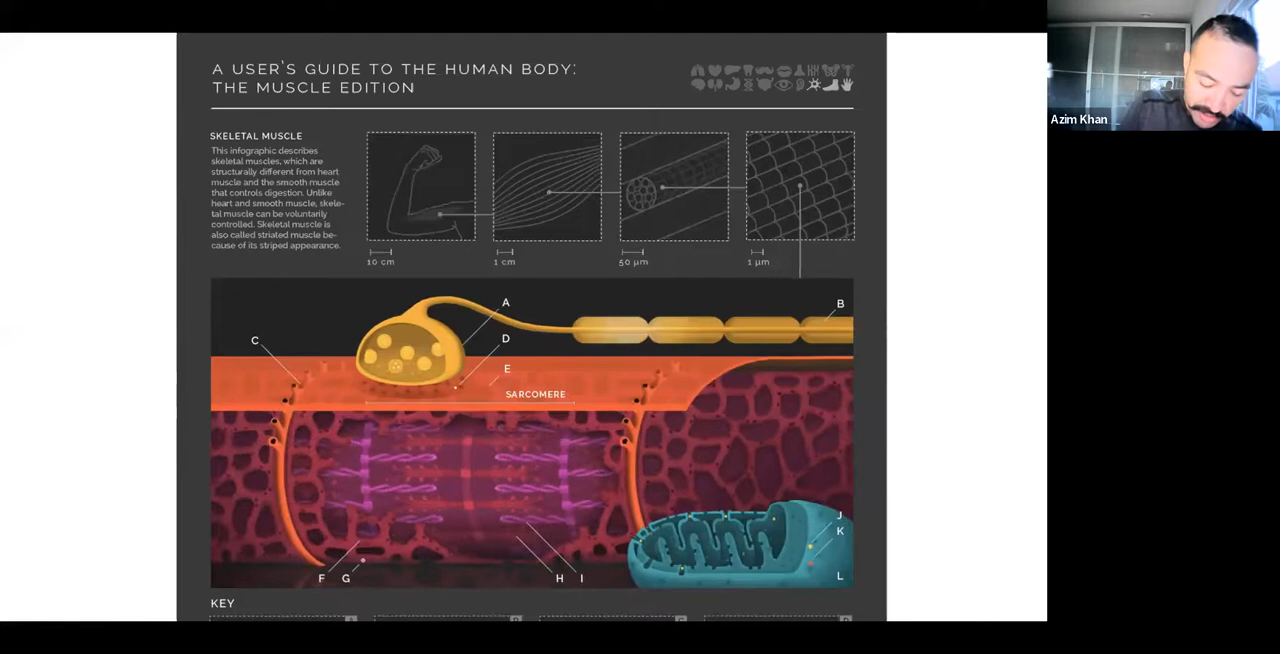 A USER'S GUIDE TO THE HUMAN BODY:
THE MUSCLE EDITION
SKELETAL MUSCLE
This infographic describes
skeletal muscles, which are
structurally different from heart
muscle and the smooth muscle
that controls digestion. Unlike
heart and smooth muscle, skele-
tal muscle can be voluntarily
controlled. Skeletal muscle is
also called striated muscle be-
cause of its striped appearance.
10 cm
1 cm
50 μm
1 μm
A
B
C
D
E
SARCOMERE
J
K
F
G
H
I
L
KEY
A
B
C
D
Azim Khan